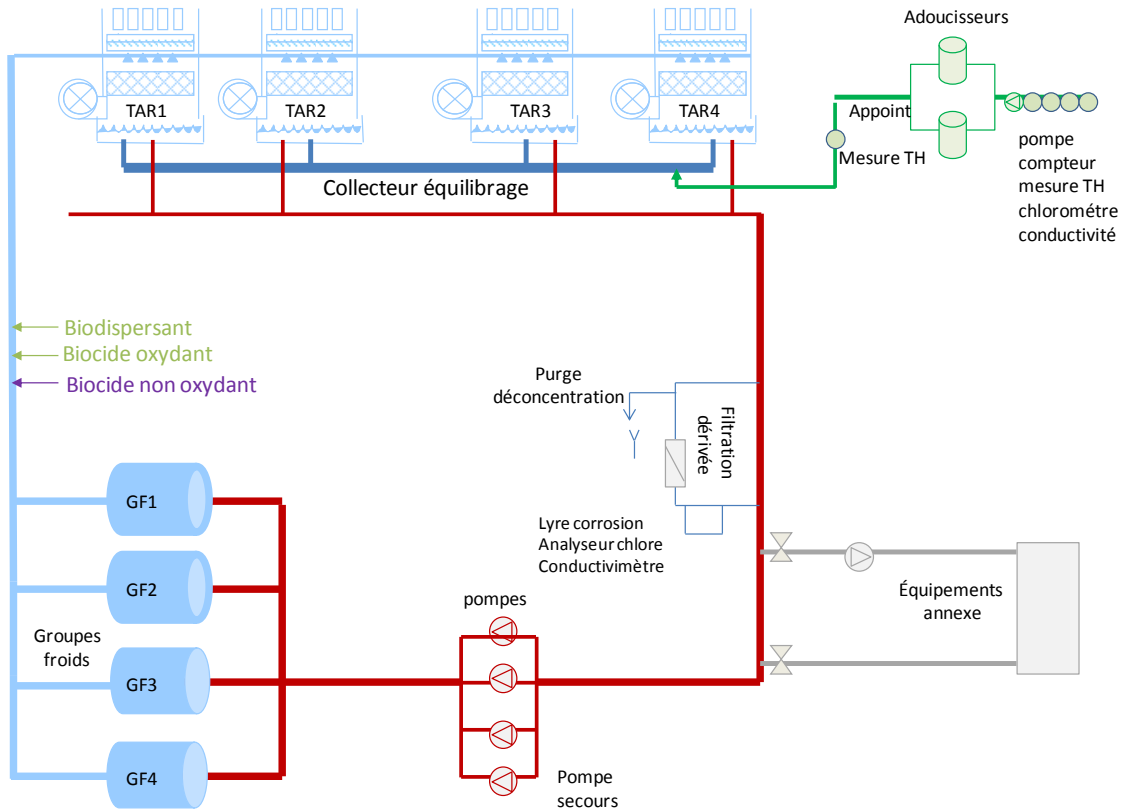 Adoucisseurs
TAR1
TAR2
TAR3
TAR4
Appoint
Mesure TH
pompe
compteur
mesure TH
chlorométre
conductivité
Collecteur équilibrage
Biodispersant
Biocide oxydant
Biocide non oxydant
Purge
déconcentration
Filtration
dérivée
Lyre corrosion
Analyseur chlore
Conductivimètre
GF1
GF2
GF3
GF4
Groupes
froids
pompes
Pompe
secours
Équipements
annexe